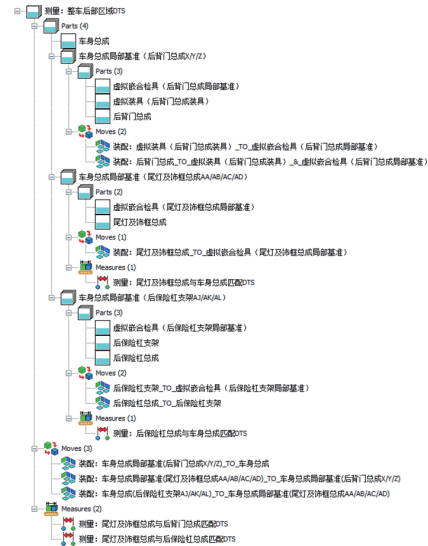 测量：整车后部区域DTS
Parts (4)
车身总成
车身总成局部基准（后背门总成X/Y/Z）
Parts (3)
虚拟嵌合检具（后背门总成局部基准）
虚拟装具（后背门总成装具）
后背门总成
Moves (2)
装配：虚拟装具（后背门总成装具）_TO_虚拟嵌合检具（后背门总成局部基准）
装配：后背门总成_TO_虚拟装具（后背门总成装具）_&_虚拟嵌合检具（后背门总成局部基准）
车身总成局部基准（尾灯及饰框总成AA/AB/AC/AD）
Parts (2)
虚拟嵌合检具（尾灯及饰框局部基准）
尾灯及饰框总成
Moves (1)
装配：尾灯及饰框总成_TO_虚拟嵌合检具（尾灯及饰框局部基准）
Measures (1)
测量：尾灯及饰框总成与车身总成匹配DTS
车身总成局部基准（后保险杠支架AJ/AK/AL）
Parts (3)
虚拟嵌合检具（后保险杠支架局部基准）
后保险杠支架
后保险杠总成
Moves (2)
后保险杠支架_TO_虚拟嵌合检具（后保险杠支架局部基准）
后保险杠总成_TO_后保险杠支架
Measures (1)
测量：后保险杠总成与车身总成匹配DTS
Moves (3)
装配：车身总成局部基准(后背门总成X/Y/Z)_TO_车身总成
装配：车身总成局部基准(尾灯及饰框总成AA/AB/AC/AD)_TO_车身总成局部基准(后背门总成X/Y/Z)
装配：车身总成(后保险杠支架AJ/AK/AL)_TO_车身总成局部基准(尾灯及饰框总成AA/AB/AC/AD)
Measures (2)
测量：尾灯及饰框总成与后背门总成匹配DTS
测量：尾灯及饰框总成与后保险杠总成匹配DTS